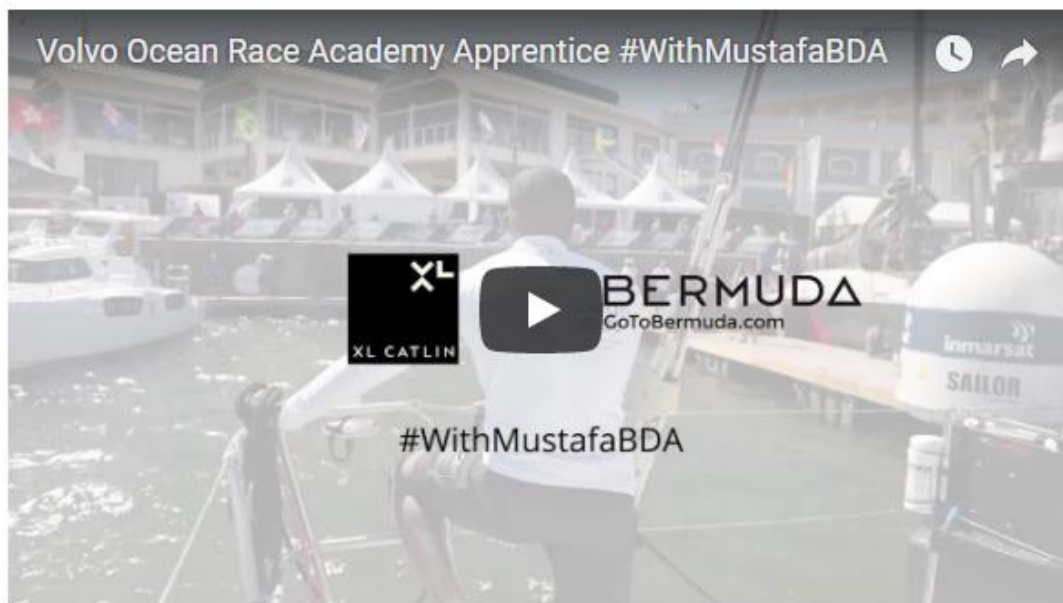 Volvo Ocean Race Academy Apprentice #WithMustafaBDA
XL
XL CATLIN
BERMUDA
GoToBermuda.com
inmarsat
SAILOR
#WithMustafaBDA